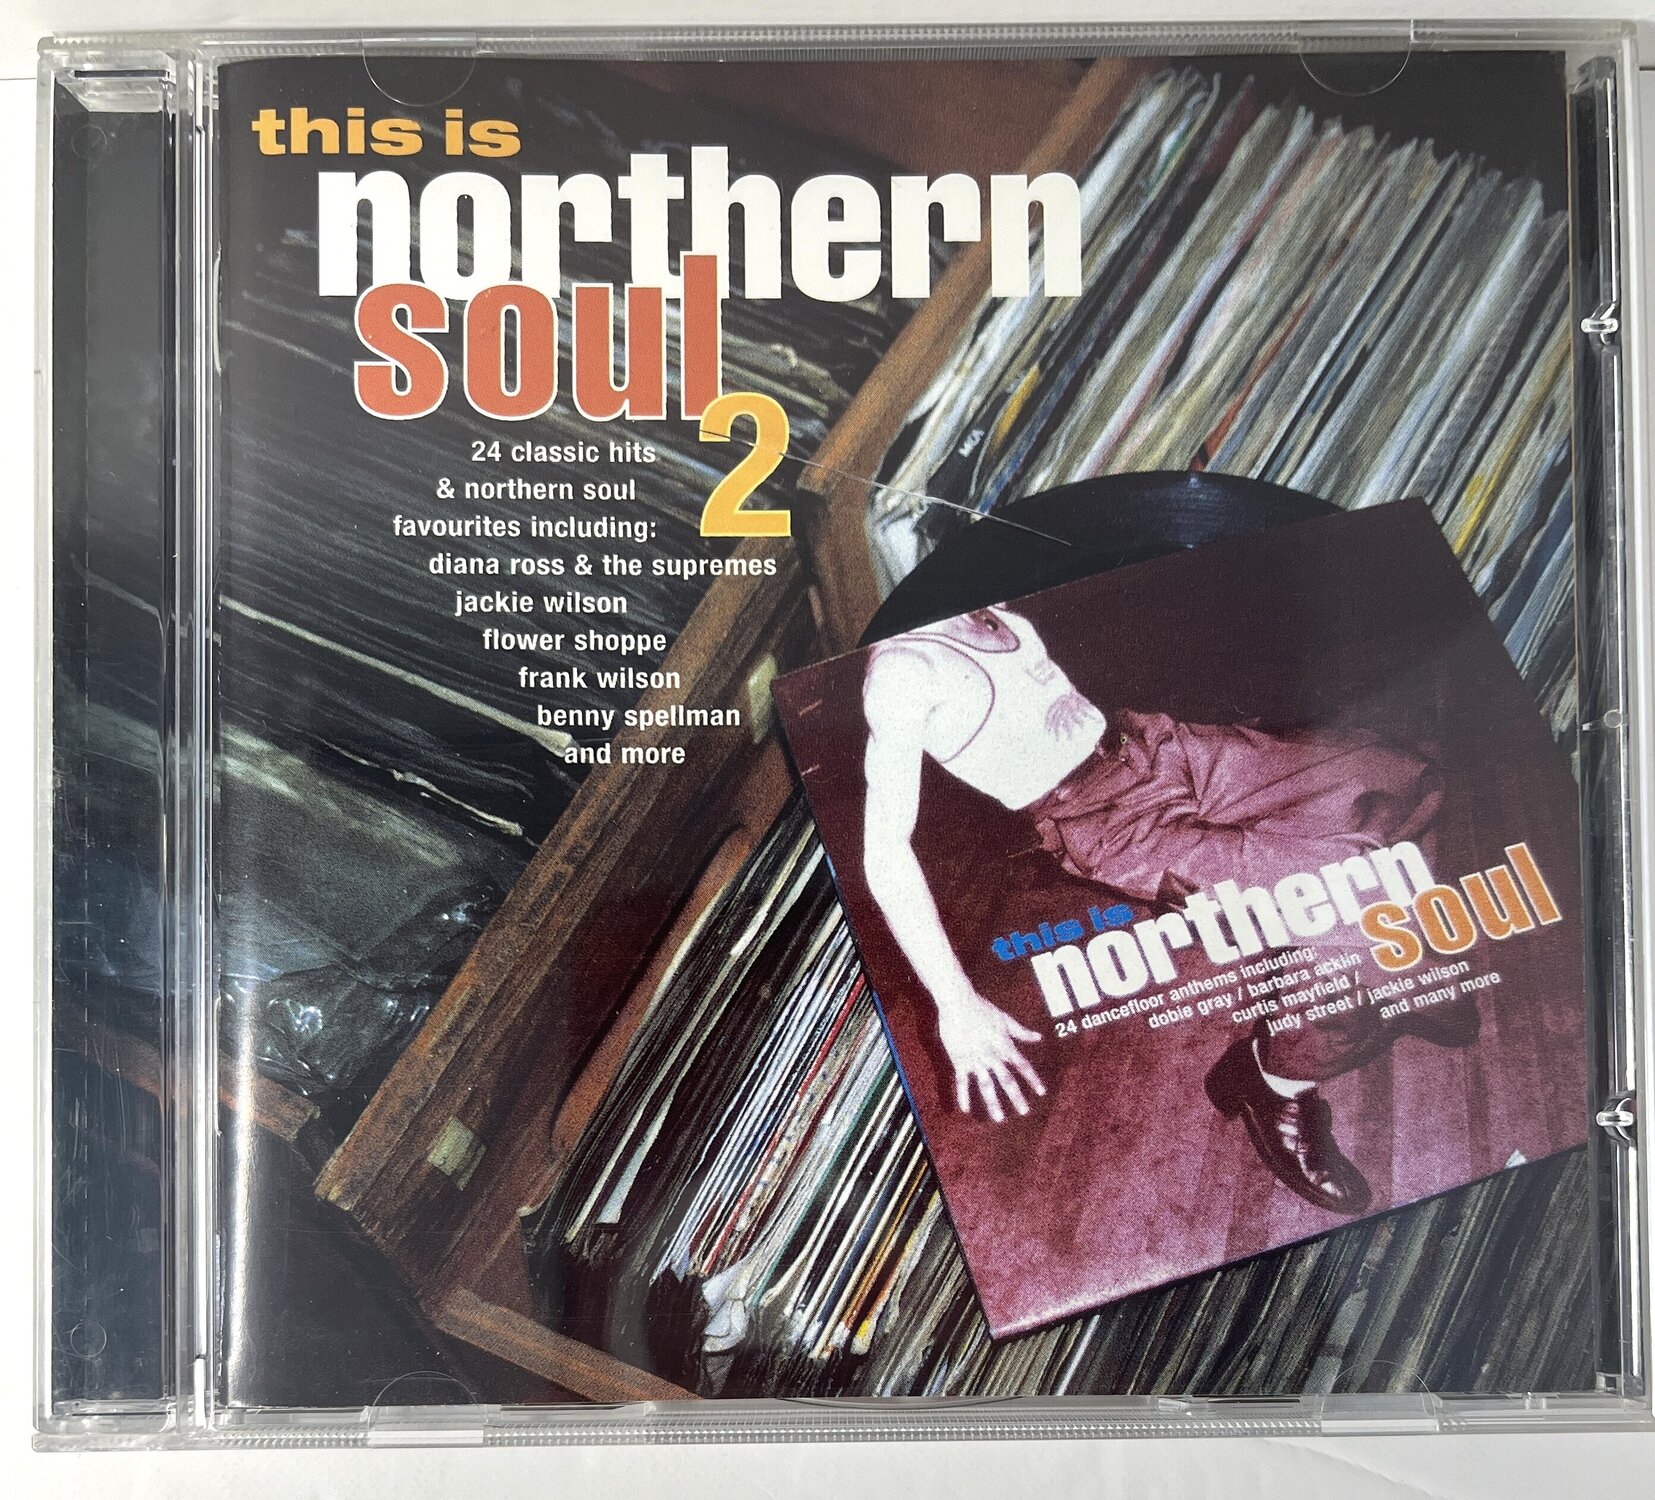 this is
northern
soul
2
24 classic hits
& northern soul
favourites including:
diana ross & the supremes
jackie wilson
flower shoppe
frank wilson
benny spellman
and more
this is
northern
soul
24 dancefloor anthems including:
dobie gray / barbara acklin
curtis mayfield /
judy street / jackie wilson
and many more